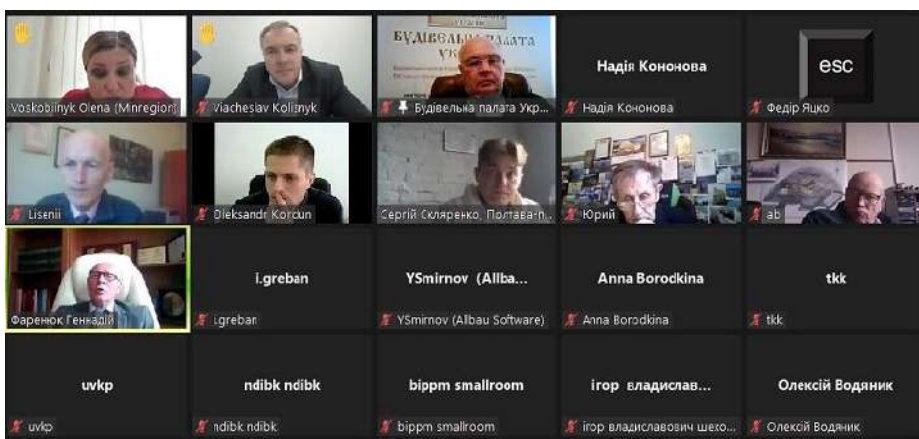 Voskobiinyk Olena (Minregion)
Viacheslav Kolisnyk
БУДІВЕЛЬНА ПАЛАТА
Будівельна палата Укр...
Надія Кононова
Надія Кононова
esc
Федір Яцко
Lisenii
Oleksandr Kordun
Сергій Скляренко, Полтава-п...
Юрий
ab
Фаренюк Геннадій
i.greban
i.greban
YSmirnov (Allba...
YSmirnov (Allbau Software)
Anna Borodkina
Anna Borodkina
tkk
tkk
uvkp
uvkp
ndibk ndibk
ndibk ndibk
bippm smallroom
bippm smallroom
ігор владислав...
ігор владиславович шехо...
Олексій Водяник
Олексій Водяник